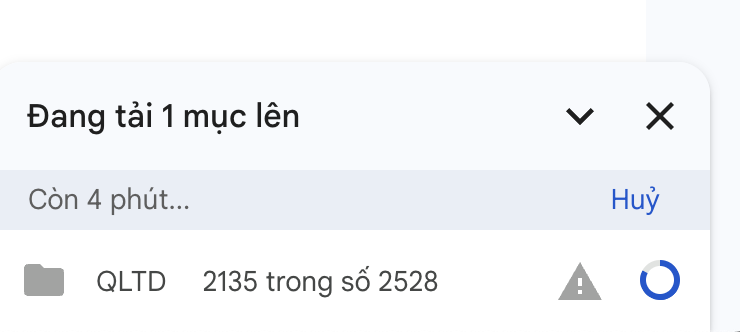 Đang tải 1 mục lên
Còn 4 phút... Huỷ
QLTD 2135 trong số 2528